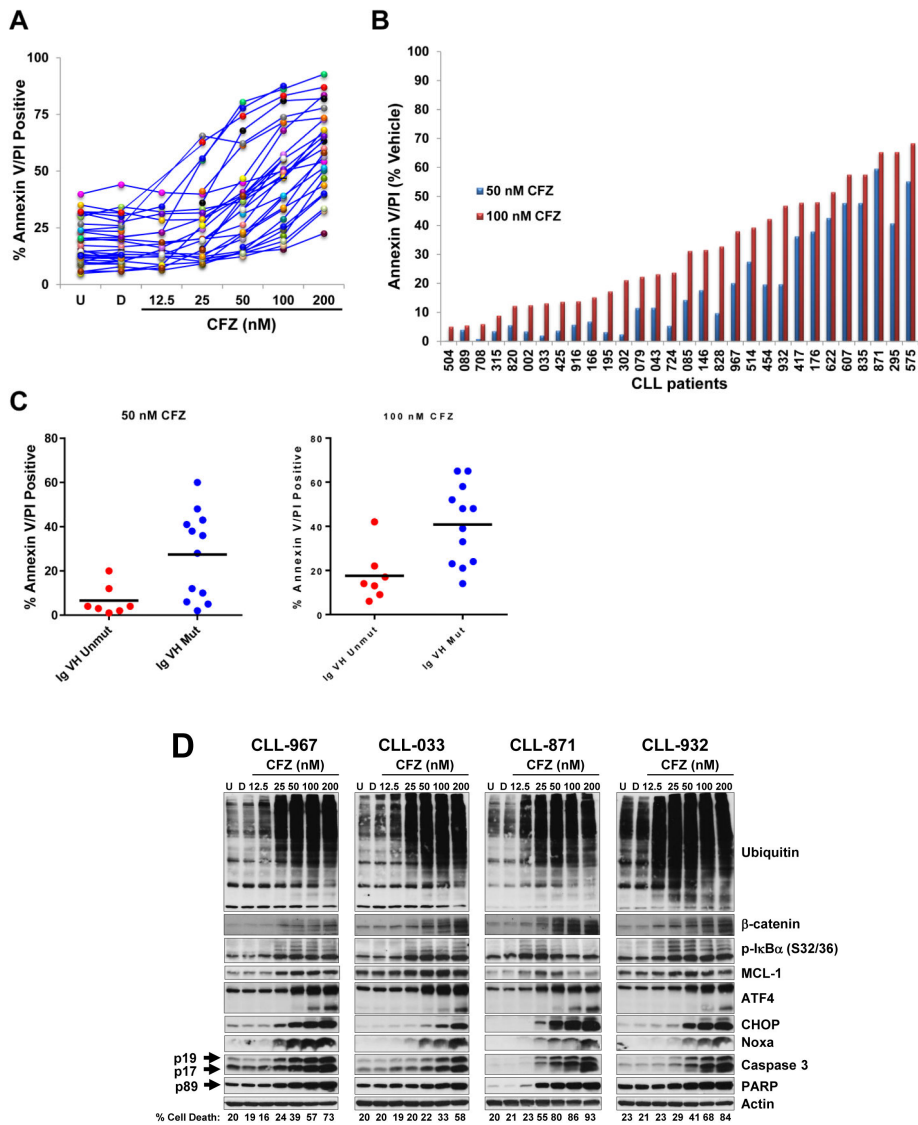 A
% Annexin V/PI Positive
100
75
50
25
0
U D 12.5 25 50 100 200
CFZ (nM)
B
Annexin V/PI (% Vehicle)
100
90
80
70
60
50
40
30
20
10
0
50 nM CFZ
100 nM CFZ
504 089 708 315 820 002 033 425 916 166 195 302 079 043 724 085 146 828 967 514 454 932 417 176 622 607 835 871 295 575
CLL patients
C
50 nM CFZ
% Annexin V/PI Positive
80
60
40
20
0
Ig VH Unmut
Ig VH Mut
100 nM CFZ
% Annexin V/PI Positive
80
60
40
20
0
Ig VH Unmut
Ig VH Mut
D
CLL-967 CLL-033 CLL-871 CLL-932
CFZ (nM) CFZ (nM) CFZ (nM) CFZ (nM)
U D 12.5 25 50 100 200 U D 12.5 25 50 100 200 U D 12.5 25 50 100 200 U D 12.5 25 50 100 200
Ubiquitin
β-catenin
p-IκBα (S32/36)
MCL-1
ATF4
CHOP
Noxa
p19
Caspase 3
p17
p89 PARP
Actin
% Cell Death: 20 19 16 24 39 57 73 20 20 19 20 22 33 58 20 21 23 55 80 86 93 23 21 23 29 41 68 84